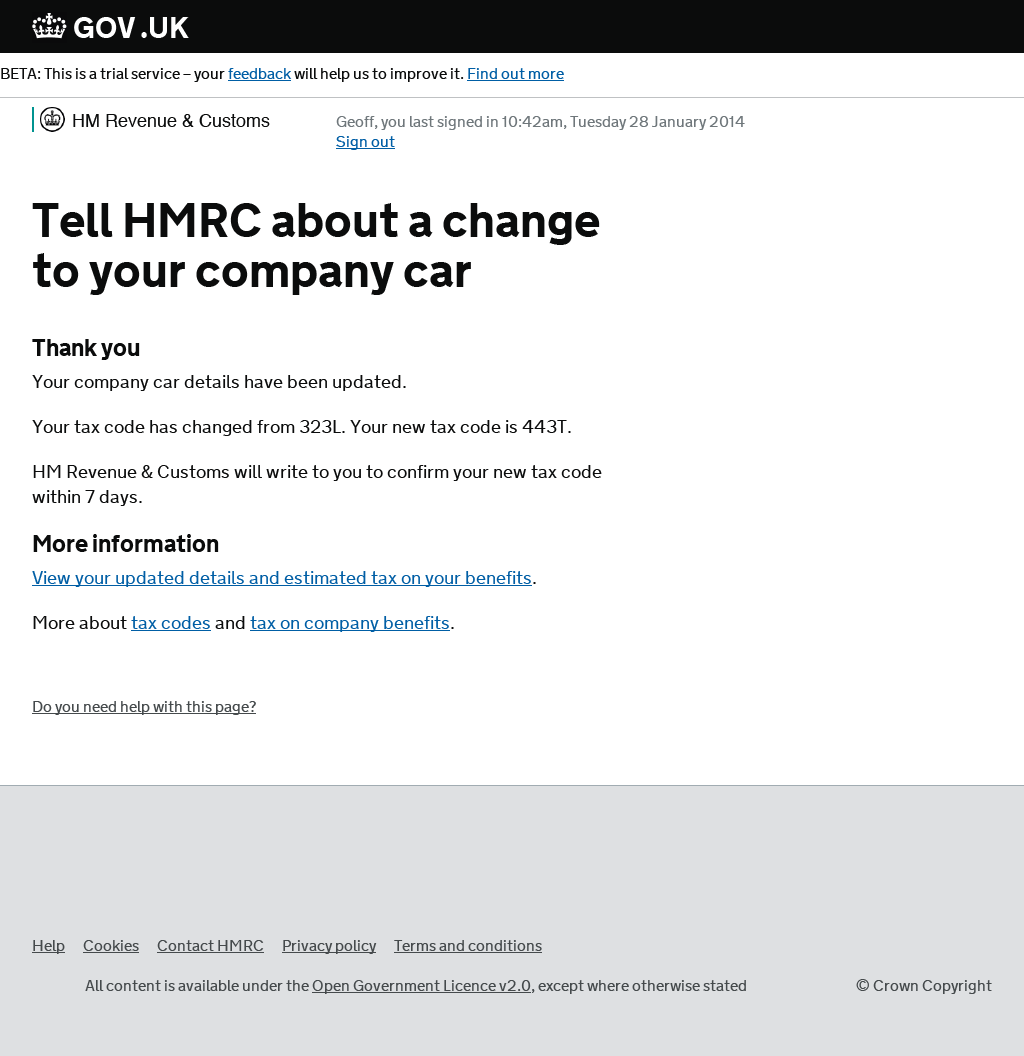 GOV.UK
BETA: This is a trial service – your feedback will help us to improve it. Find out more
HM Revenue & Customs
Geoff, you last signed in 10:42am, Tuesday 28 January 2014
Sign out
Tell HMRC about a change
to your company car
Thank you
Your company car details have been updated.
Your tax code has changed from 323L. Your new tax code is 443T.
HM Revenue & Customs will write to you to confirm your new tax code
within 7 days.
More information
View your updated details and estimated tax on your benefits.
More about tax codes and tax on company benefits.
Do you need help with this page?
Help Cookies Contact HMRC Privacy policy Terms and conditions
All content is available under the Open Government Licence v2.0, except where otherwise stated
© Crown Copyright